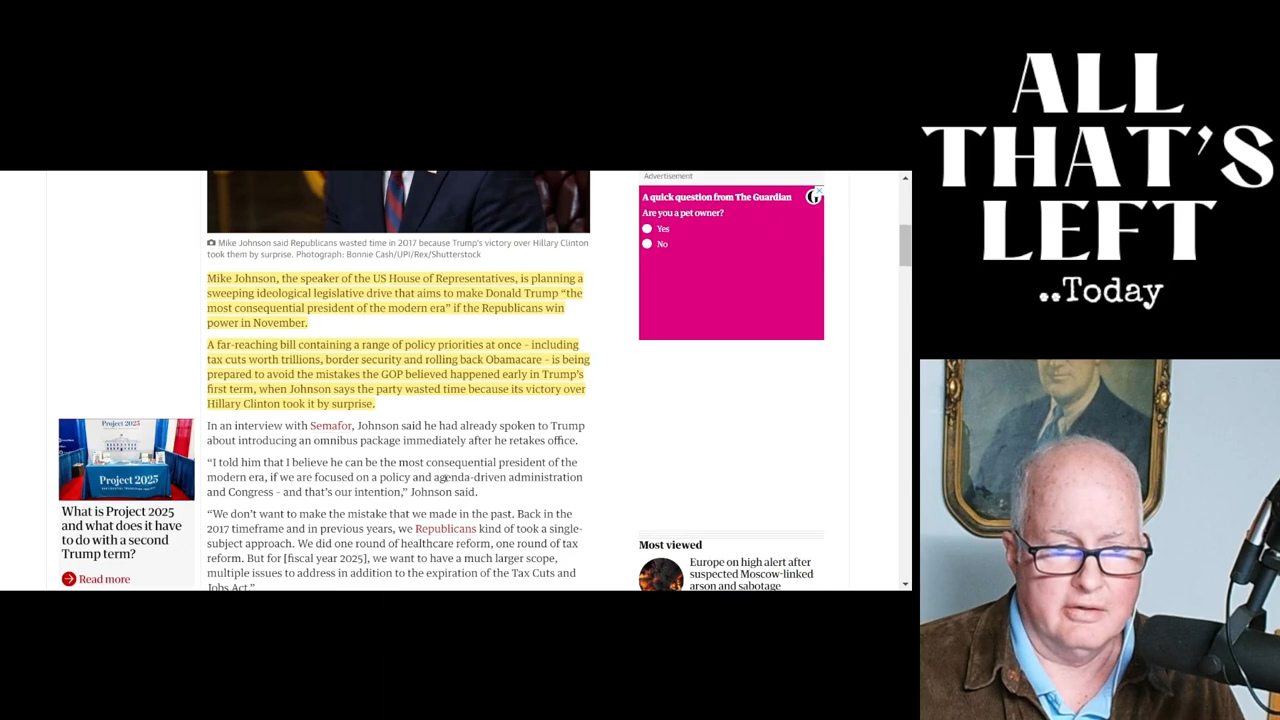 Mike Johnson said Republicans wasted time in 2017 because Trump's victory over Hillary Clinton
took them by surprise. Photograph: Bonnie Cash/UPI/Rex/Shutterstock
Mike Johnson, the speaker of the US House of Representatives, is planning a
sweeping ideological legislative drive that aims to make Donald Trump “the
most consequential president of the modern era” if the Republicans win
power in November.
A far-reaching bill containing a range of policy priorities at once – including
tax cuts worth trillions, border security and rolling back Obamacare – is being
prepared to avoid the mistakes the GOP believed happened early in Trump's
first term, when Johnson says the party wasted time because its victory over
Hillary Clinton took it by surprise.
In an interview with Semafor, Johnson said he had already spoken to Trump
about introducing an omnibus package immediately after he retakes office.
“I told him that I believe he can be the most consequential president of the
modern era, if we are focused on a policy and agenda-driven administration
and Congress – and that's our intention,” Johnson said.
“We don't want to make the mistake that we made in the past. Back in the
2017 timeframe and in previous years, we Republicans kind of took a single-
subject approach. We did one round of healthcare reform, one round of tax
reform. But for [fiscal year 2025], we want to have a much larger scope,
multiple issues to address in addition to the expiration of the Tax Cuts and
Jobs Act.”
Project 2025
Project 2025
What is Project 2025
and what does it have
to do with a second
Trump term?
Read more
Advertisement
A quick question from The Guardian
G
Are you a pet owner?
Yes
No
Most viewed
Europe on high alert after
suspected Moscow-linked
arson and sabotage
ALL
THAT'S
LEFT
..Today